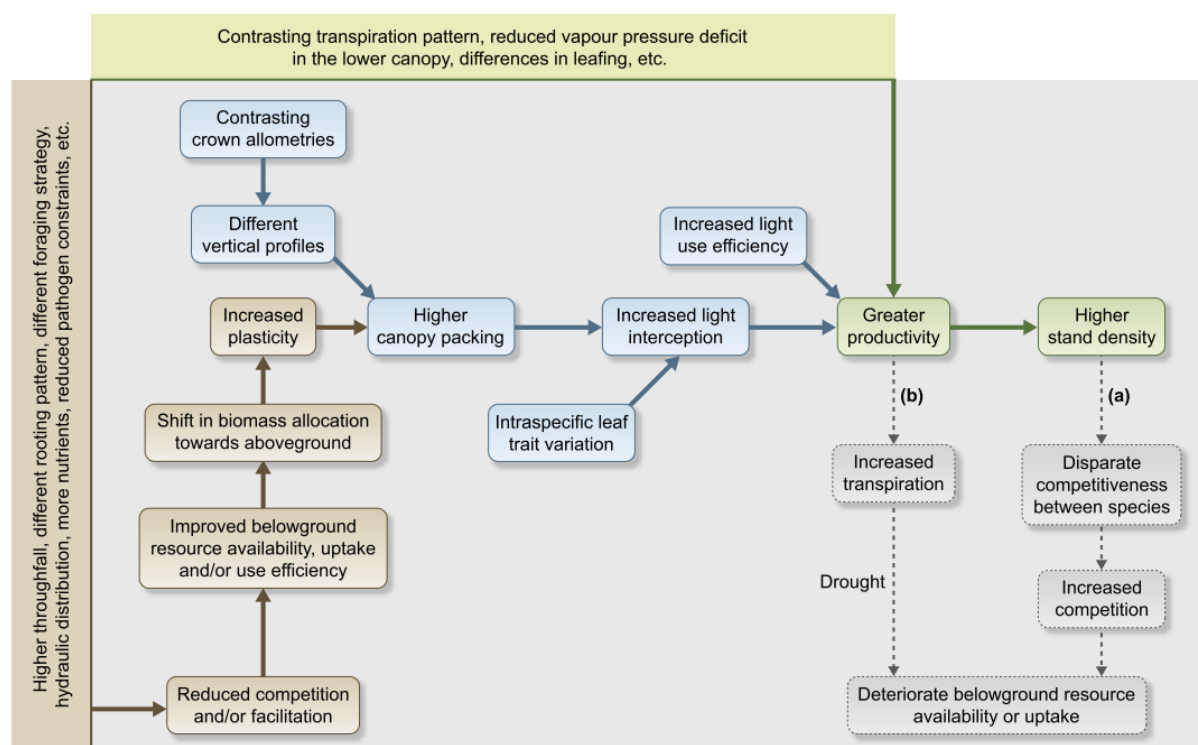 Contrasting transpiration pattern, reduced vapour pressure deficit
in the lower canopy, differences in leafing, etc.
Higher throughfall, different rooting pattern, different foraging strategy,
hydraulic distribution, more nutrients, reduced pathogen constraints, etc.
Contrasting
crown allometries
Different
vertical profiles
Increased light
use efficiency
Increased
plasticity
Higher
canopy packing
Increased light
interception
Greater
productivity
Higher
stand density
(b)
(a)
Shift in biomass allocation
towards aboveground
Intraspecific leaf
trait variation
Increased
transpiration
Disparate
competitiveness
between species
Improved belowground
resource availability, uptake
and/or use efficiency
Drought
Increased
competition
Reduced competition
and/or facilitation
Deteriorate belowground resource
availability or uptake